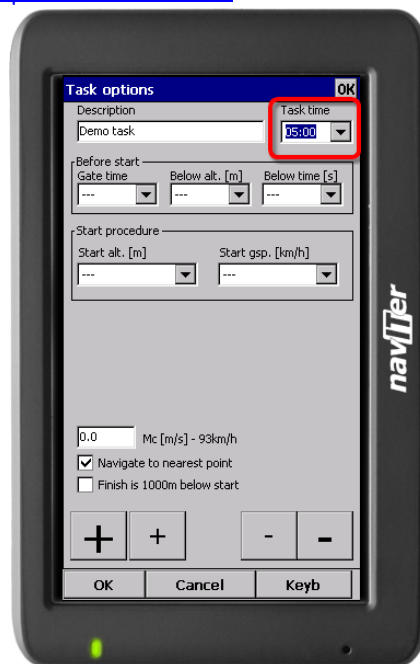 Task options OK
Description Task time
Demo task 05:00
Before start
Gate time Below alt. [m] Below time [s]
--- --- ---
Start procedure
Start alt. [m] Start gsp. [km/h]
--- ---
0.0 Mc [m/s] - 93km/h
Navigate to nearest point
Finish is 1000m below start
+ + - -
OK Cancel Keyb
naviter